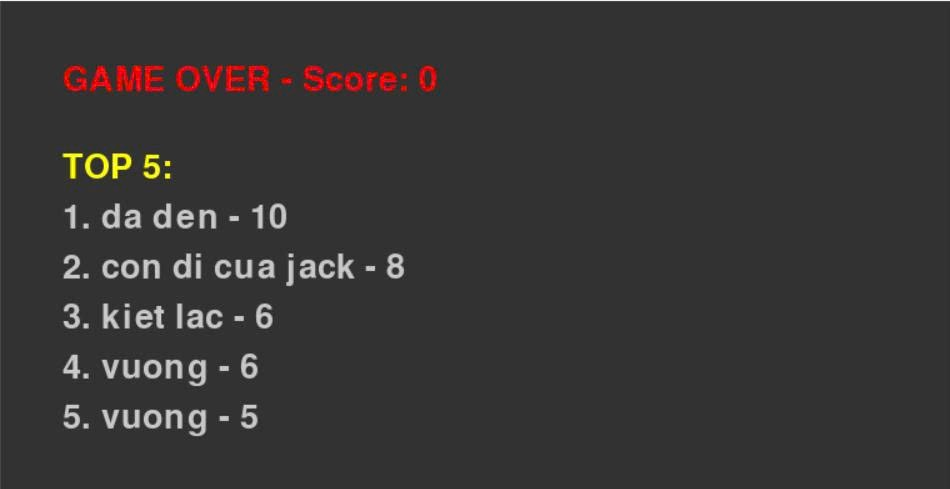 GAME OVER - Score: 0
TOP 5:
1. da den - 10
2. con di cua jack - 8
3. kiet lac - 6
4. vuong - 6
5. vuong - 5